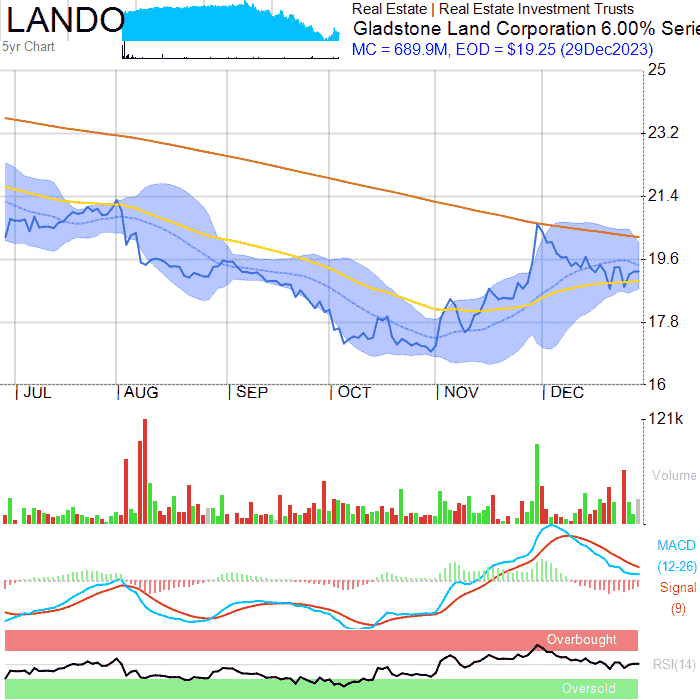 LANDO
5yr Chart
Real Estate | Real Estate Investment Trusts
Gladstone Land Corporation 6.00% Serie
MC = 689.9M, EOD = $19.25 (29Dec2023)
25
23.2
21.4
19.6
17.8
16
| JUL | AUG | SEP | OCT | NOV | DEC
121k
Volume
MACD
(12-26)
Signal
(9)
Overbought
RSI(14)
Oversold